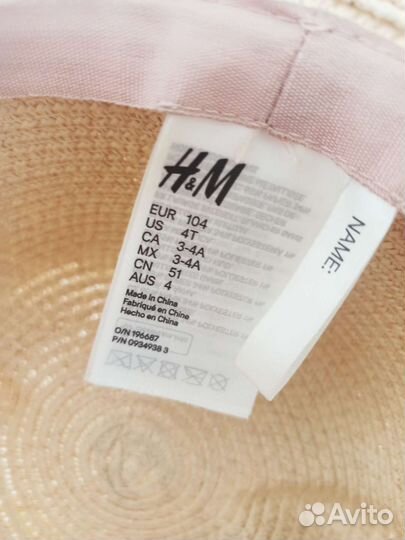 H&M
EUR 104
US 4T
CA 3-4A
MX 3-4A
CN 51
AUS 4
Made in China
Fabriqué en Chine
Hecho en China
O/N 196687
P/N 0934938 3
NAME:
Avito